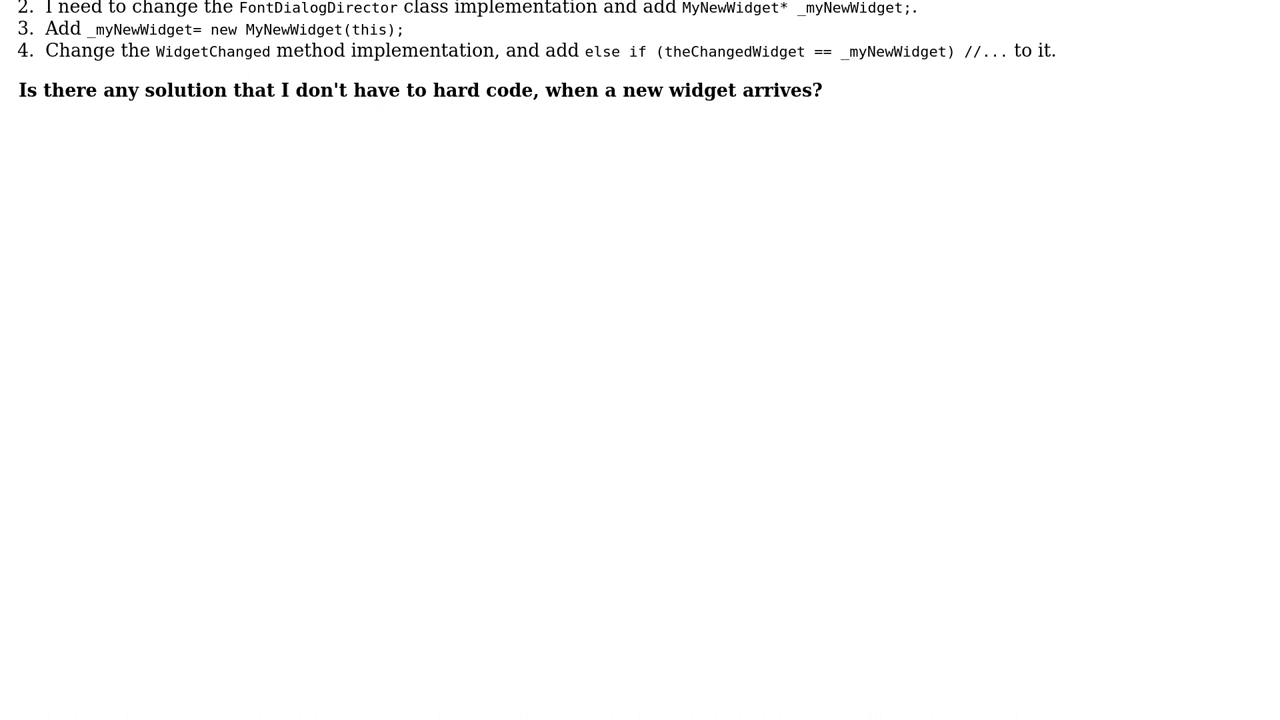 2. I need to change the FontDialogDirector class implementation and add MyNewWidget* _myNewWidget;.
3. Add _myNewWidget= new MyNewWidget(this);
4. Change the WidgetChanged method implementation, and add else if (theChangedWidget == _myNewWidget) //... to it.
Is there any solution that I don't have to hard code, when a new widget arrives?